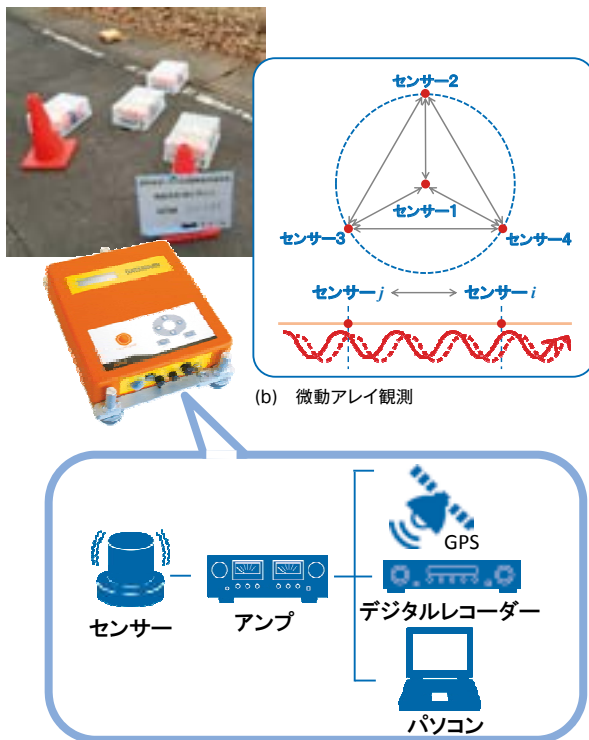 センサー2
センサー1
センサー3
センサー4
センサーj
センサーi
(b) 微動アレイ観測
GPS
センサー
アンプ
デジタルレコーダー
パソコン